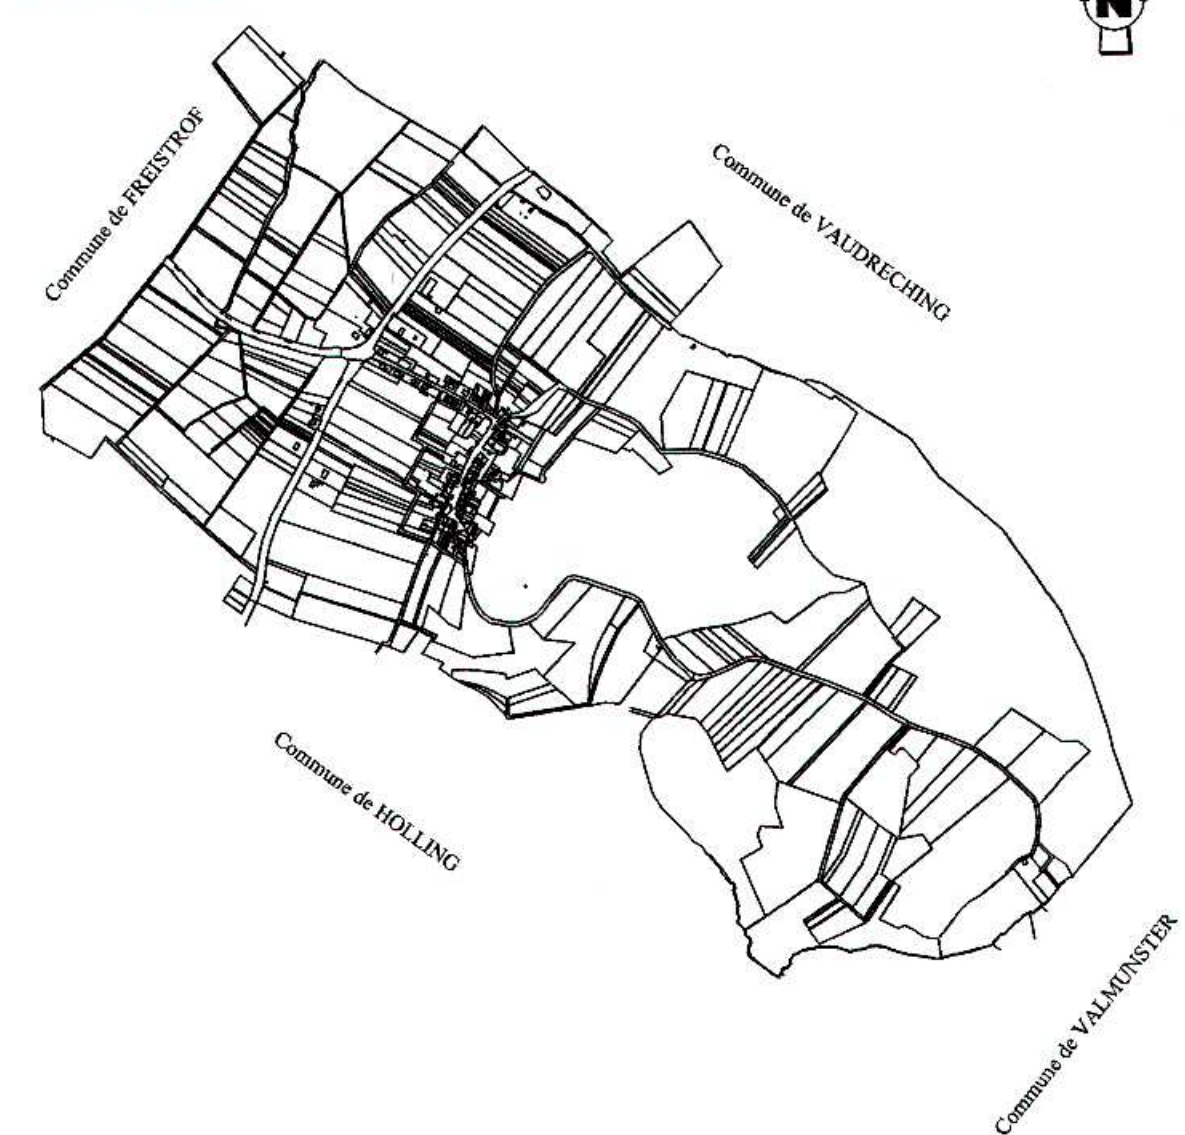 N
Commune de FREISTROF
Commune de VAUDRECHING
Commune de HOLLING
Commune de VALMUNSTER